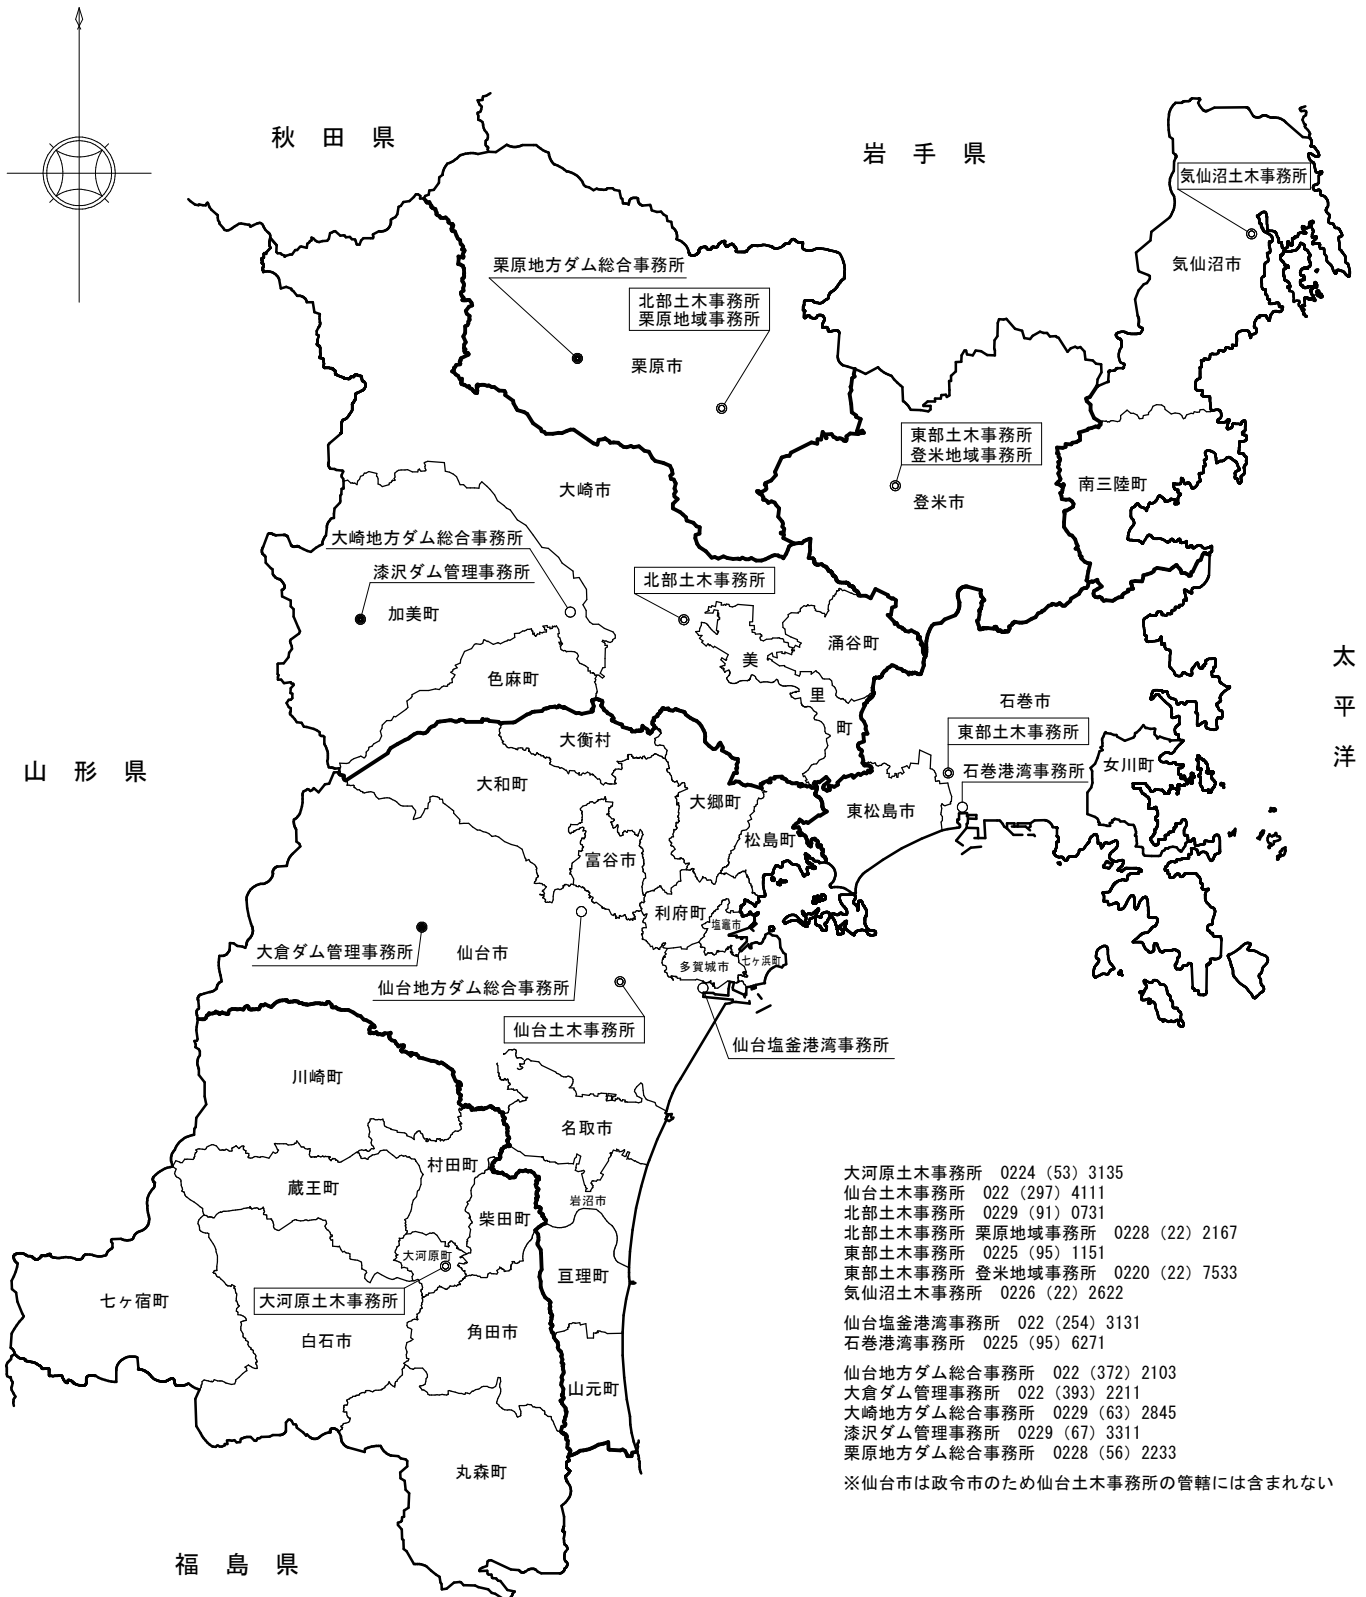 秋田県
岩手県
気仙沼土木事務所
気仙沼市
栗原地方ダム総合事務所
北部土木事務所
栗原地域事務所
栗原市
東部土木事務所
登米地域事務所
登米市
南三陸町
大崎市
大崎地方ダム総合事務所
漆沢ダム管理事務所
加美町
北部土木事務所
涌谷町
美
里
町
色麻町
太
平
洋
石巻市
東部土木事務所
石巻港湾事務所
女川町
東松島市
大衡村
大和町
大郷町
松島町
山形県
富谷市
利府町
塩竈市
多賀城市
七ヶ浜町
大倉ダム管理事務所
仙台市
仙台地方ダム総合事務所
仙台土木事務所
仙台塩釜港湾事務所
川崎町
名取市
村田町
蔵王町
岩沼市
柴田町
大河原町
亘理町
七ヶ宿町
大河原土木事務所
白石市
角田市
山元町
丸森町
福島県
大河原土木事務所 0224（53）3135
仙台土木事務所 022（297）4111
北部土木事務所 0229（91）0731
北部土木事務所 栗原地域事務所 0228（22）2167
東部土木事務所 0225（95）1151
東部土木事務所 登米地域事務所 0220（22）7533
気仙沼土木事務所 0226（22）2622
仙台塩釜港湾事務所 022（254）3131
石巻港湾事務所 0225（95）6271
仙台地方ダム総合事務所 022（372）2103
大倉ダム管理事務所 022（393）2211
大崎地方ダム総合事務所 0229（63）2845
漆沢ダム管理事務所 0229（67）3311
栗原地方ダム総合事務所 0228（56）2233
※仙台市は政令市のため仙台土木事務所の管轄には含まれない